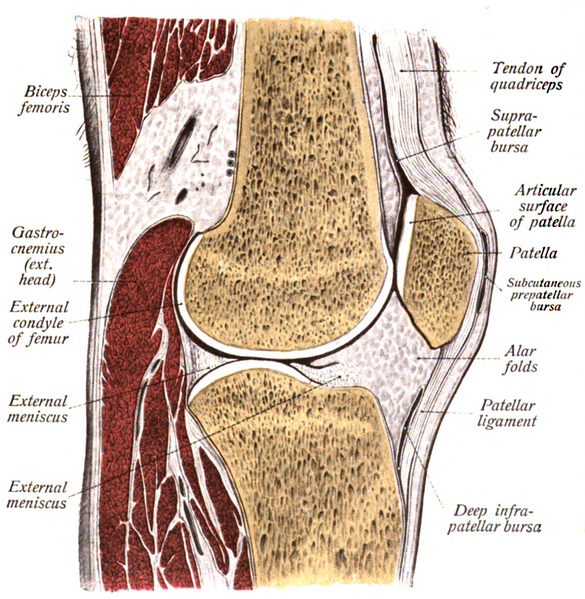 Biceps
femoris
Gastro-
cnemius
(ext.
head)
External
condyle
of femur
External
meniscus
External
meniscus
Tendon of
quadriceps
Supra-
patellar
bursa
Articular
surface
of patella
Patella
Subcutaneous
prepatellar
bursa
Alar
folds
Patellar
ligament
Deep infra-
patellar bursa